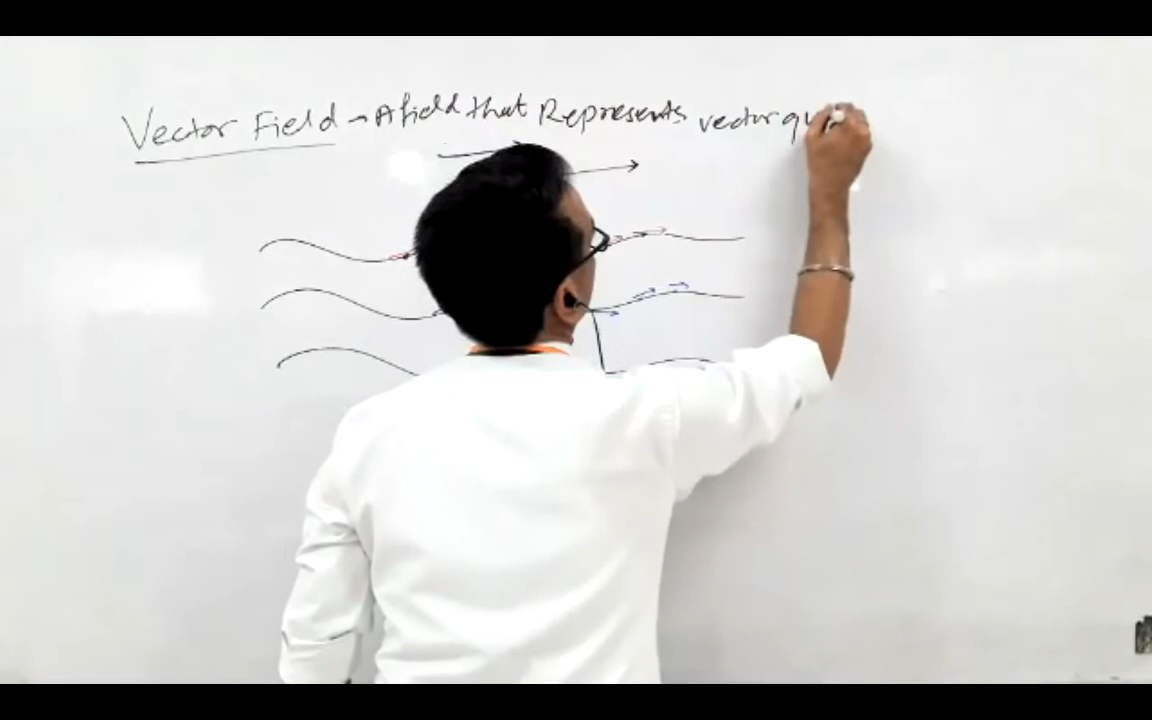 Vector Field → A field that Represents vector qu